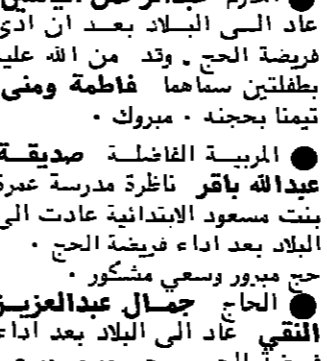 عاد الى البلاد بعد ان ادى
فريضة الحج . وقد من الله عليه
بطفلتين سماهما فاطمة ومنى
تيمنا بحجته . مبروك .
● المربية الفاضلة صديقة
عبدالله باقر ناظرة مدرسة عمرة
بنت مسعود الابتدائية عادت الى
البلاد بعد اداء فريضة الحج .
حج مبرور وسعي مشكور .
● الحاج جمال عبدالعزيز
النقي عاد الى البلاد بعد اداء